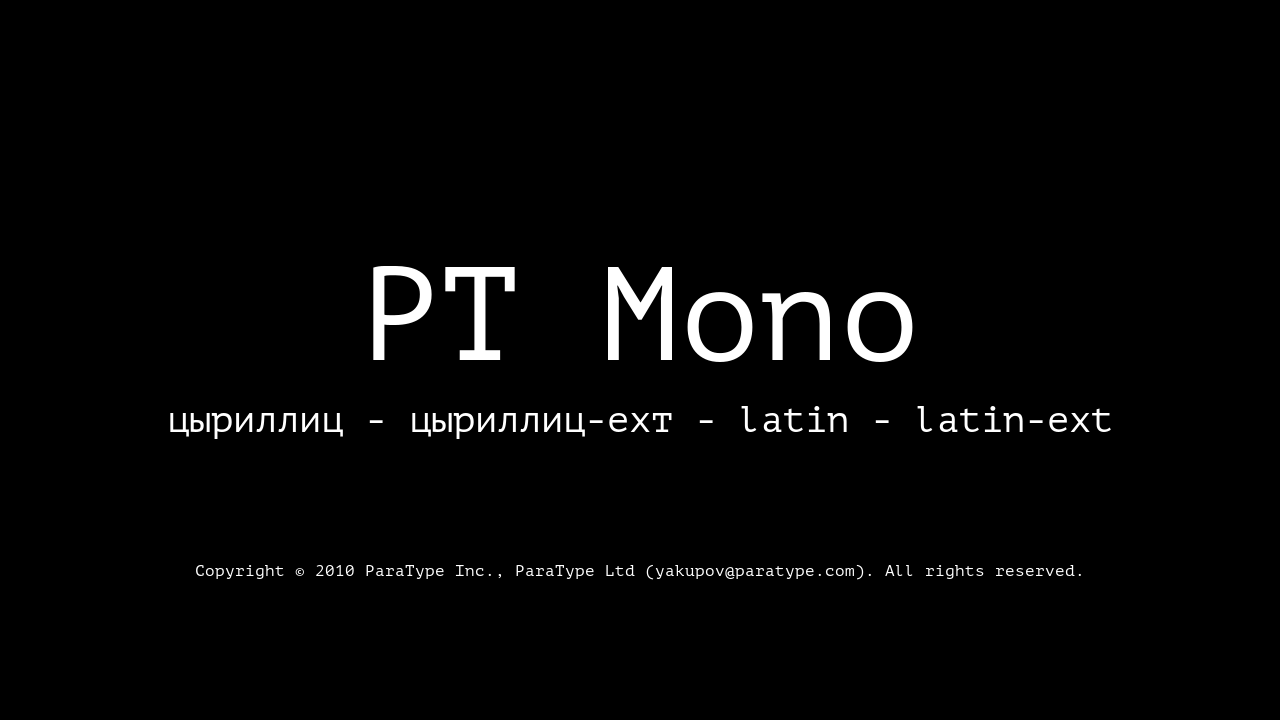 PT Mono
цыриллиц - цыриллиц-ехт - latin - latin-ext
Copyright © 2010 ParaType Inc., ParaType Ltd (yakupov@paratype.com). All rights reserved.